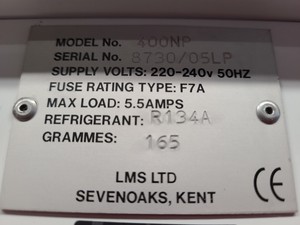 MODEL No. 400NP
SERIAL No. 8730/05LP
SUPPLY VOLTS: 220-240v 50HZ
FUSE RATING TYPE: F7A
MAX LOAD: 5.5AMPS
REFRIGERANT: R134A
GRAMMES: 165
LMS LTD
SEVENOAKS, KENT
CE